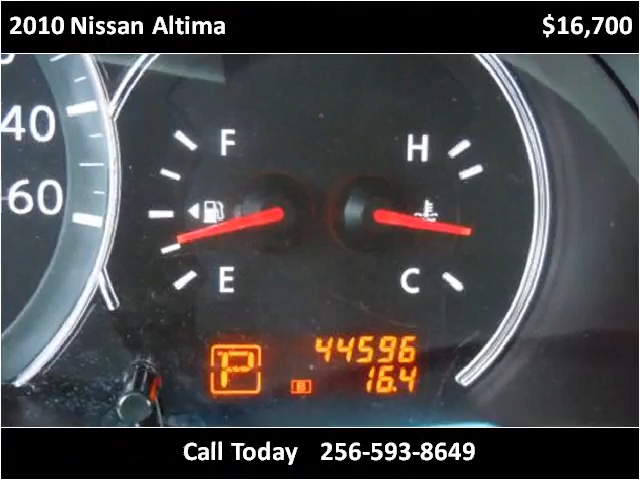 2010 Nissan Altima $16,700
F H
40
60
E C
44596
P B 16.4
Call Today 256-593-8649